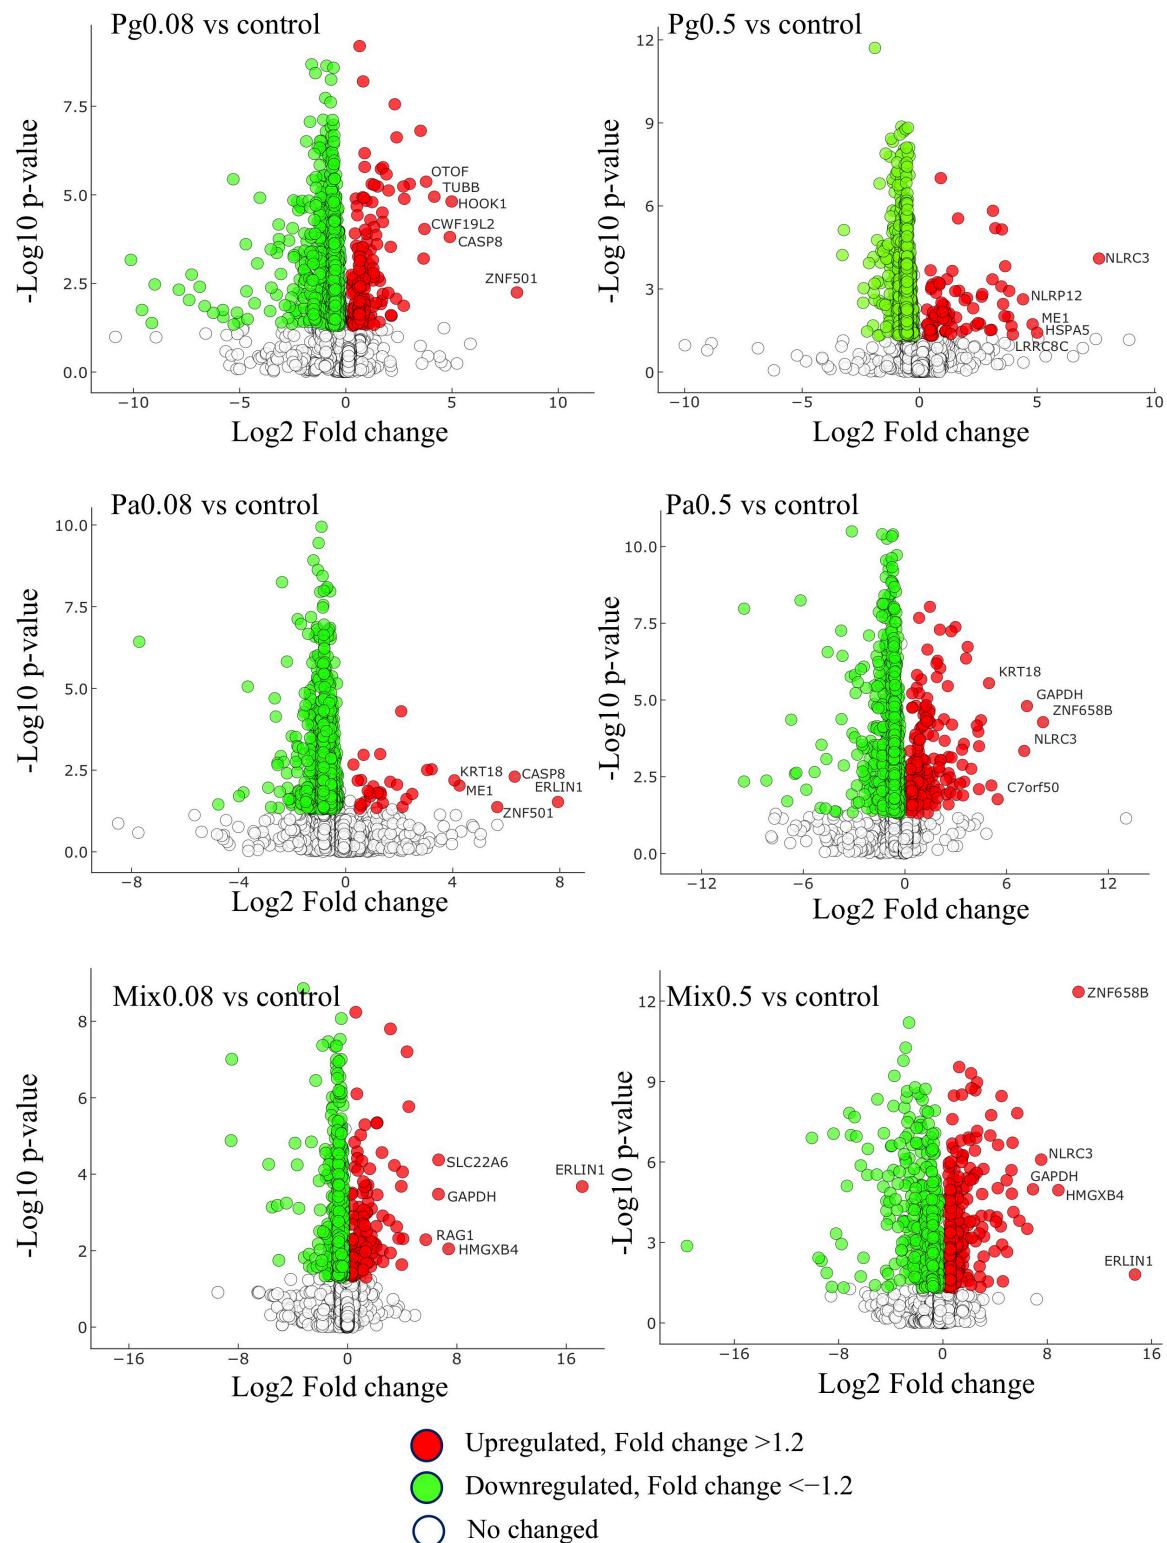 Pg0.08 vs control
-Log10 p-value
7.5
5.0
2.5
0.0
OTOF
TUBB
HOOK1
CWF19L2
CASP8
ZNF501
−10
−5
0
5
10
Log2 Fold change
Pg0.5 vs control
-Log10 p-value
12
9
6
3
0
NLRC3
NLRP12
ME1
HSPA5
LRRC8C
−10
−5
0
5
10
Log2 Fold change
Pa0.08 vs control
-Log10 p-value
10.0
7.5
5.0
2.5
0.0
KRT18
CASP8
ME1
ERLIN1
ZNF501
−8
−4
0
4
8
Log2 Fold change
Pa0.5 vs control
-Log10 p-value
10.0
7.5
5.0
2.5
0.0
KRT18
GAPDH
ZNF658B
NLRC3
C7orf50
−12
−6
0
6
12
Log2 Fold change
Mix0.08 vs control
-Log10 p-value
8
6
4
2
0
SLC22A6
ERLIN1
GAPDH
RAG1
HMGXB4
−16
−8
0
8
16
Log2 Fold change
Mix0.5 vs control
-Log10 p-value
12
9
6
3
0
ZNF658B
NLRC3
GAPDH
HMGXB4
ERLIN1
−16
−8
0
8
16
Log2 Fold change
Upregulated, Fold change >1.2
Downregulated, Fold change <−1.2
No changed